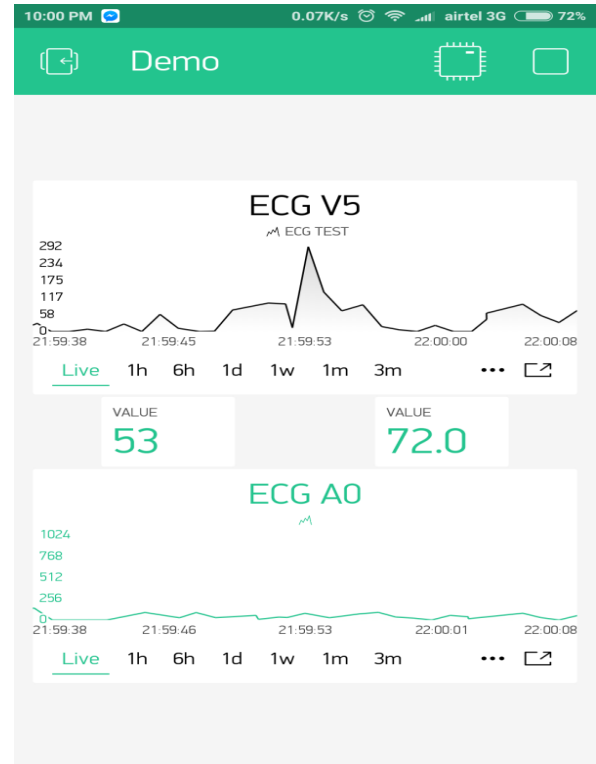 10:00 PM 0.07K/s airtel 3G 72%
Demo
ECG V5
ECG TEST
292
234
175
117
58
0
21:59:38 21:59:45 21:59:53 22:00:00 22:00:08
Live 1h 6h 1d 1w 1m 3m
VALUE VALUE
53 72.0
ECG A0
1024
768
512
256
0
21:59:38 21:59:46 21:59:53 22:00:01 22:00:08
Live 1h 6h 1d 1w 1m 3m